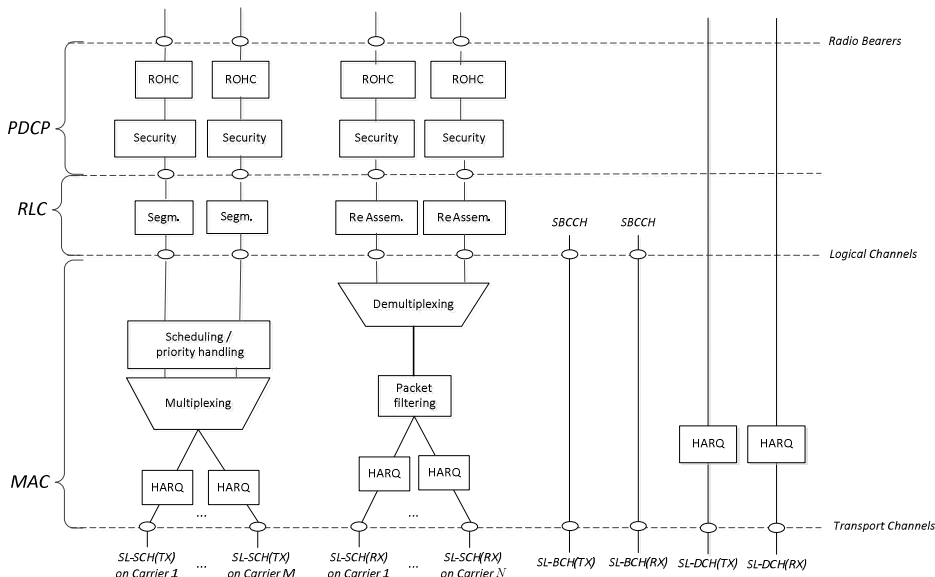 Radio Bearers
ROHC ROHC ROHC ROHC
PDCP
Security Security Security Security
RLC
Segm. Segm. Re Assem. Re Assem.
SBCCH SBCCH
Logical Channels
Demultiplexing
Scheduling /
priority handling
Packet
filtering
Multiplexing
HARQ HARQ
MAC
HARQ HARQ HARQ HARQ
... ...
Transport Channels
SL-SCH(TX)
on Carrier 1
...
SL-SCH(TX)
on Carrier M
SL-SCH(RX)
on Carrier 1
...
SL-SCH(RX)
on Carrier N
SL-BCH(TX) SL-BCH(RX) SL-DCH(TX) SL-DCH(RX)